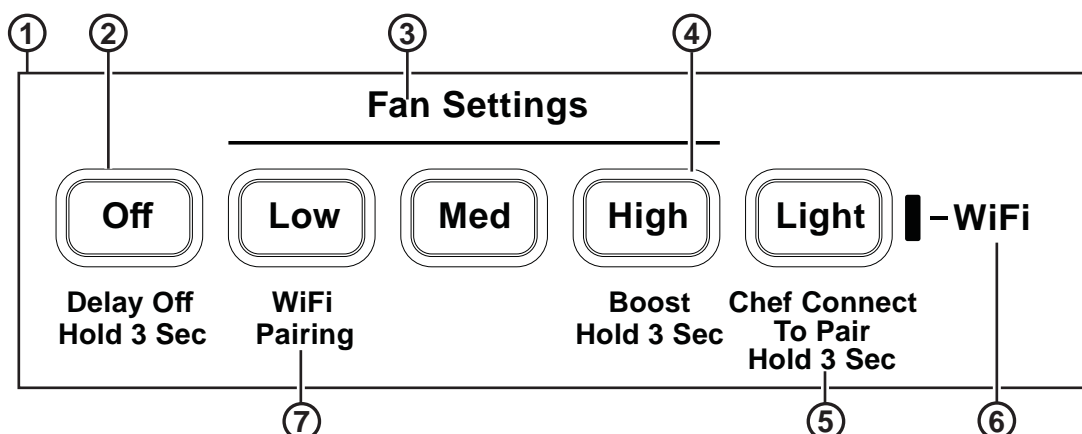 ① ② ③ ④
Fan Settings
Off Low Med High Light WiFi
Delay Off
Hold 3 Sec
WiFi
Pairing
Boost
Hold 3 Sec
Chef Connect
To Pair
Hold 3 Sec
⑦ ⑤ ⑥